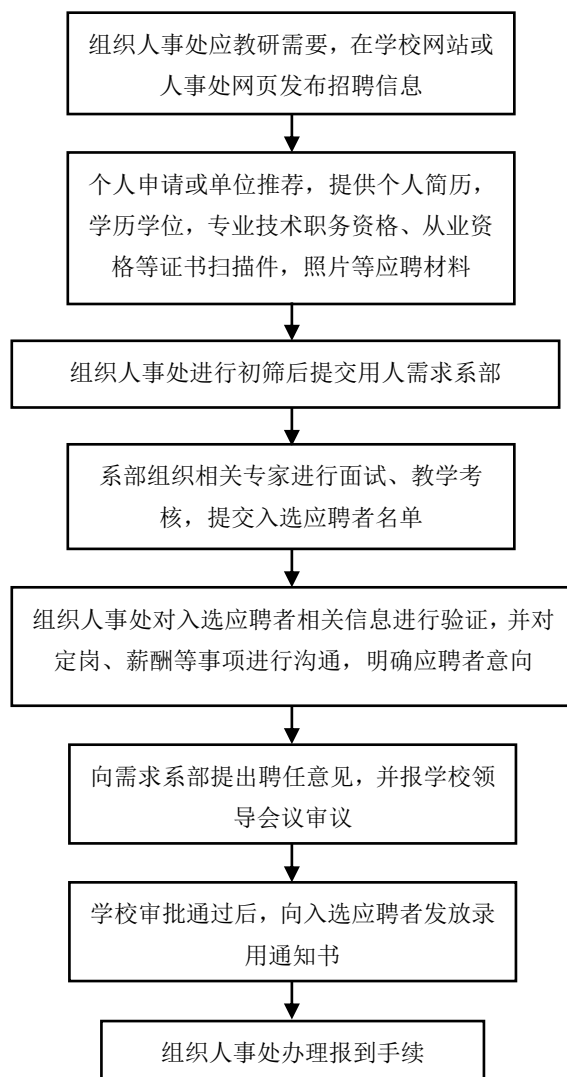 组织人事处应教研需要，在学校网站或
人事处网页发布招聘信息
个人申请或单位推荐，提供个人简历，
学历学位，专业技术职务资格、从业资
格等证书扫描件，照片等应聘材料
组织人事处进行初筛后提交用人需求系部
系部组织相关专家进行面试、教学考
核，提交入选应聘者名单
组织人事处对入选应聘者相关信息进行验证，并对
定岗、薪酬等事项进行沟通，明确应聘者意向
向需求系部提出聘任意见，并报学校领
导会议审议
学校审批通过后，向入选应聘者发放录
用通知书
组织人事处办理报到手续